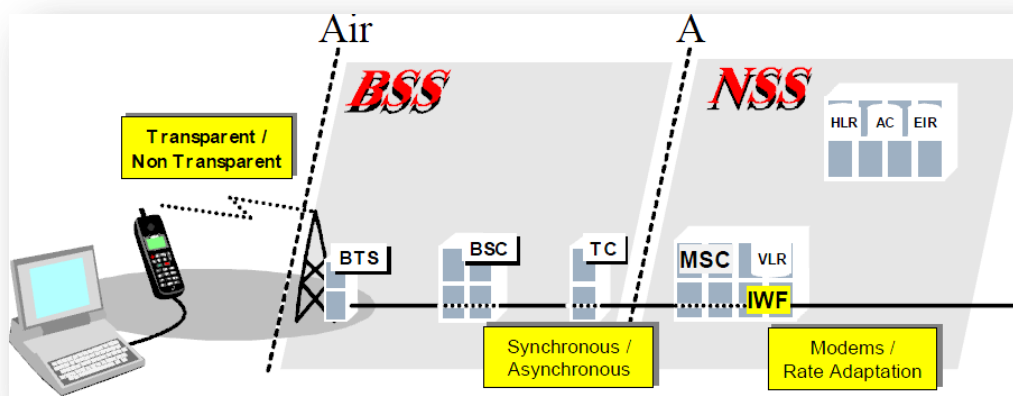 Air
A
BSS
NSS
HLR
AC
EIR
Transparent /
Non Transparent
BTS
BSC
TC
MSC
VLR
IWF
Synchronous /
Asynchronous
Modems /
Rate Adaptation